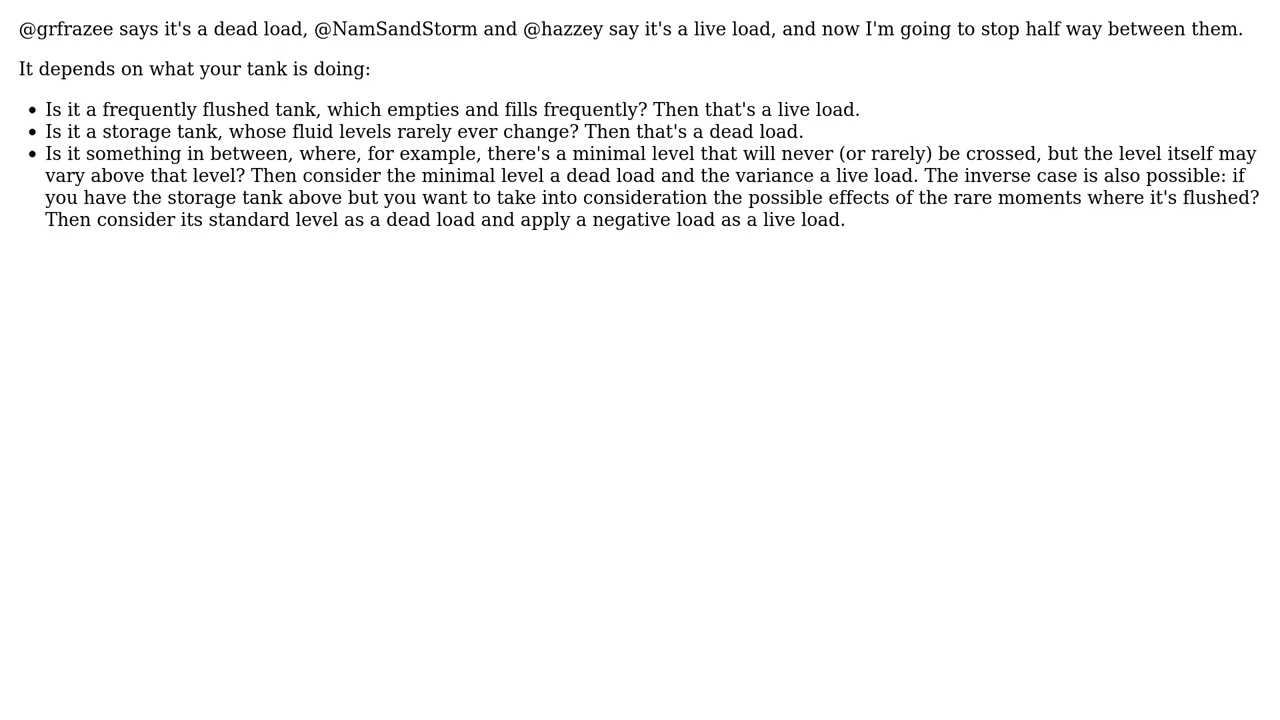 @grfrazee says it's a dead load, @NamSandStorm and @hazzey say it's a live load, and now I'm going to stop half way between them.
It depends on what your tank is doing:
• Is it a frequently flushed tank, which empties and fills frequently? Then that's a live load.
• Is it a storage tank, whose fluid levels rarely ever change? Then that's a dead load.
• Is it something in between, where, for example, there's a minimal level that will never (or rarely) be crossed, but the level itself may
vary above that level? Then consider the minimal level a dead load and the variance a live load. The inverse case is also possible: if
you have the storage tank above but you want to take into consideration the possible effects of the rare moments where it's flushed?
Then consider its standard level as a dead load and apply a negative load as a live load.